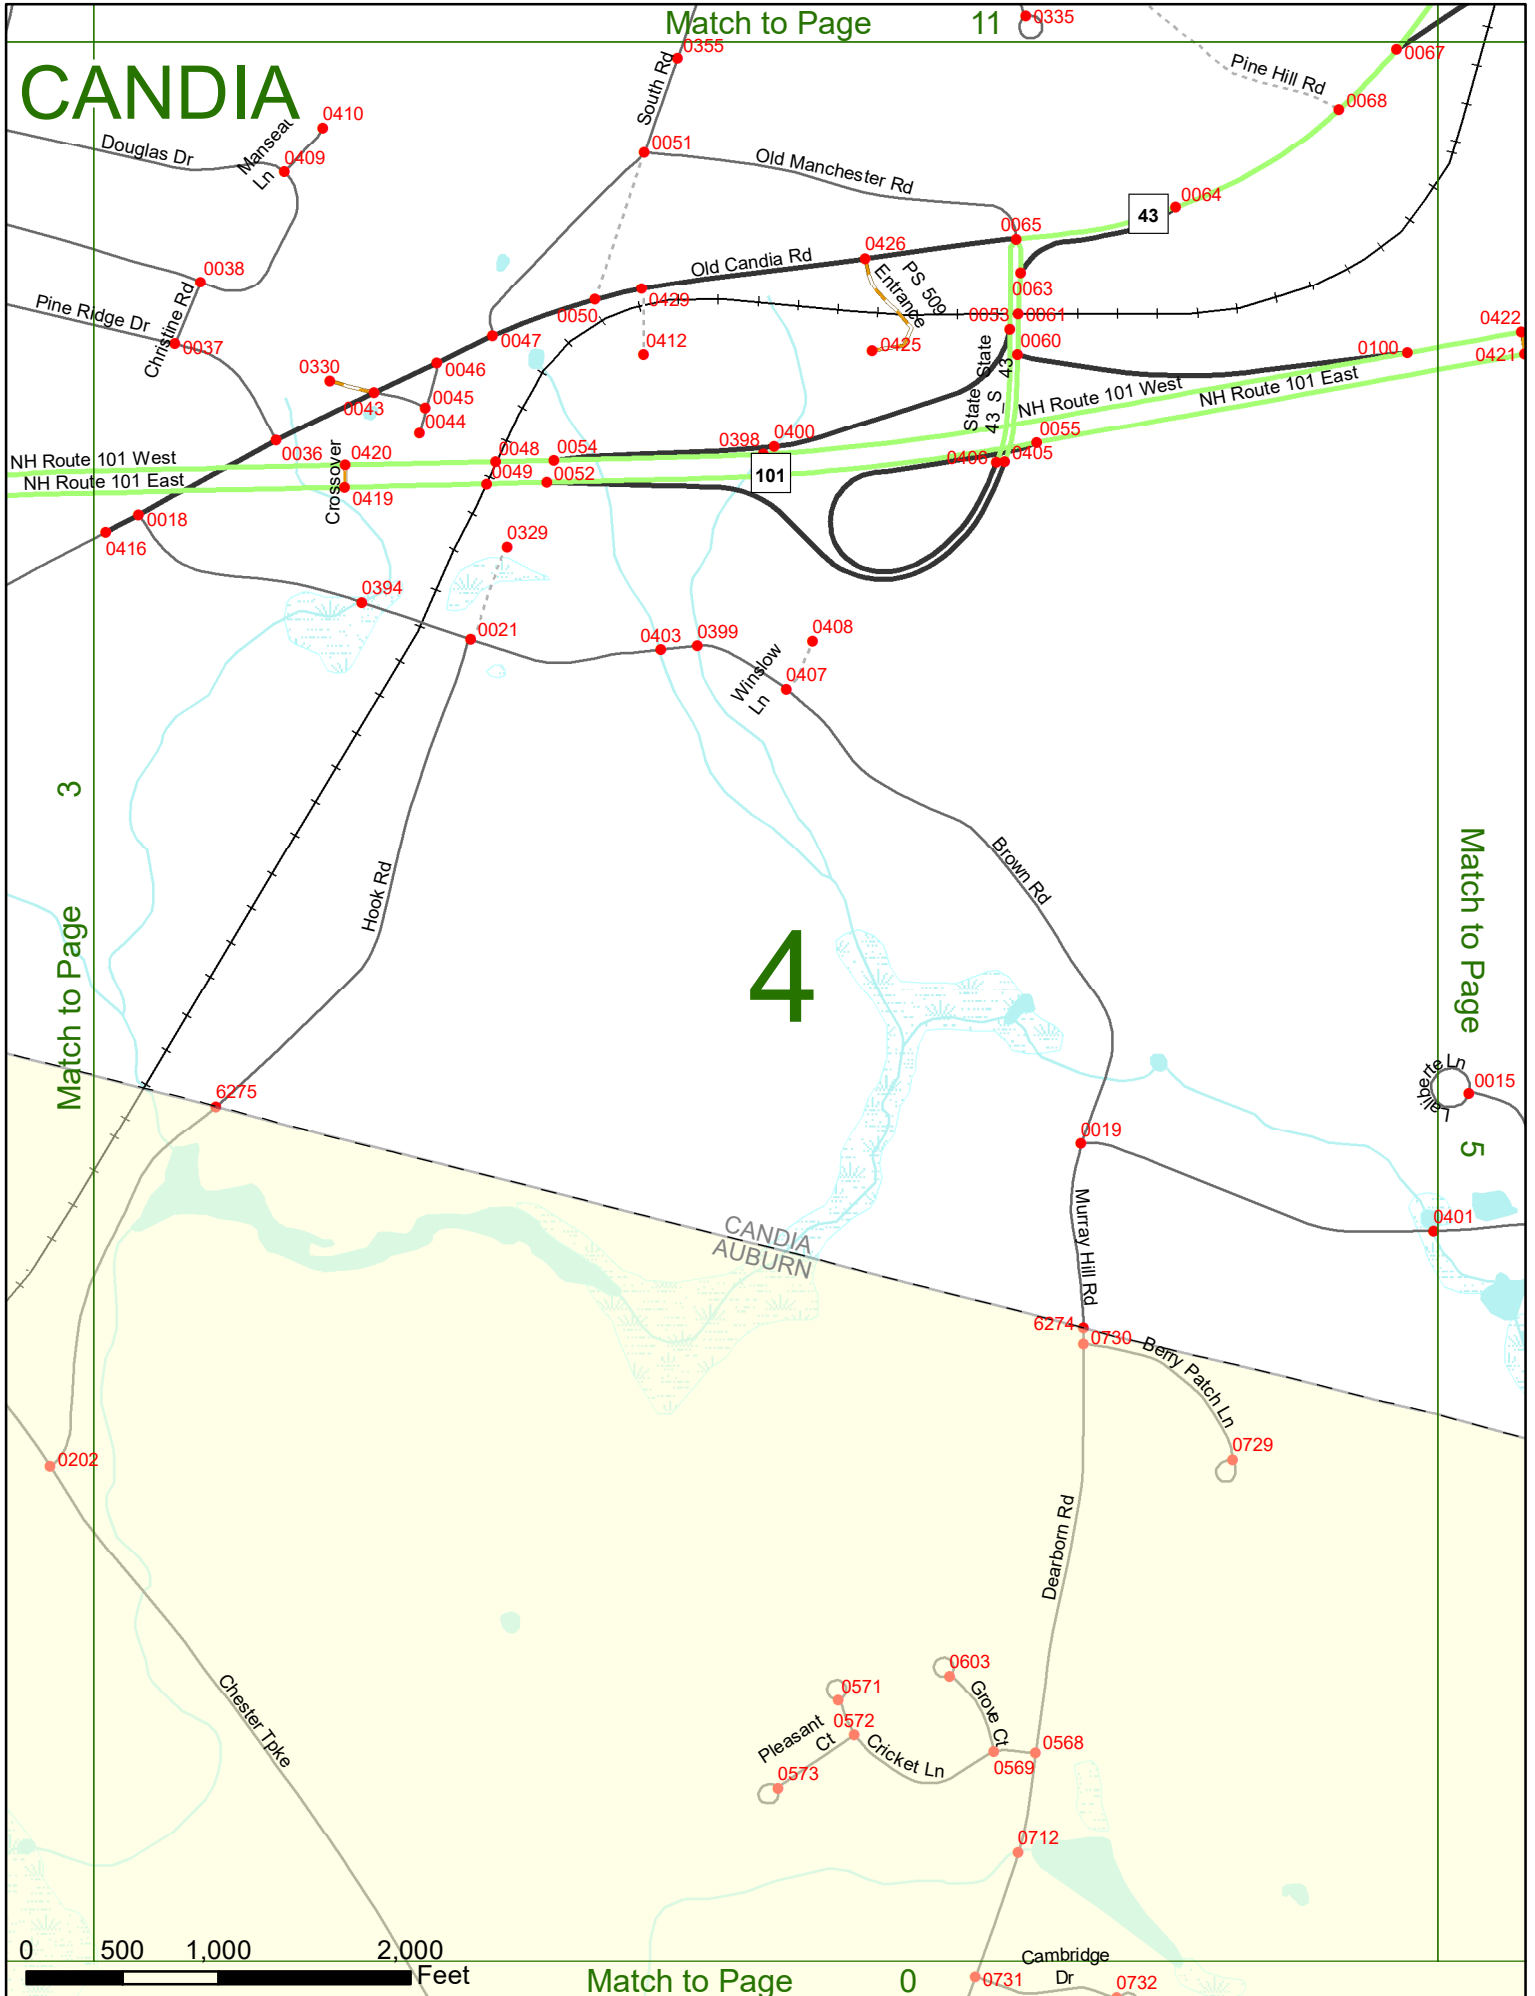 Match to Page 11
0335
0067
CANDIA
0355
South Rd
Pine Hill Rd
0068
0410
Manseau
Ln
Douglas Dr
0409
0051
Old Manchester Rd
0064
43
0065
0426
Old Candia Rd
PS 509
Entrance
0038
0063
Pine Ridge Dr
Christine Rd
0050
0429
0053
0061
0422
0037
0047
0412
0425
0060
0100
0421
0330
0046
State
State
43
43_S
NH Route 101 West
NH Route 101 East
0043
0045
0044
0036
0420
Crossover
0048
0054
0398
0400
0055
NH Route 101 West
0049
0052
101
0406
0405
NH Route 101 East
0419
0018
0416
0329
0394
0021
0403
0399
0408
Winslow
Ln
0407
3
Match to Page
Hook Rd
Brown Rd
Match to Page
5
4
Laliberte Ln
0015
6275
0019
CANDIA
AUBURN
Murray Hill Rd
0401
6274
0730
Berry Patch Ln
0729
0202
Dearborn Rd
Chester Tpke
0603
0571
Grove Ct
Pleasant
Ct
0572
Cricket Ln
0568
0569
0573
0712
0 500 1,000 2,000
Feet
Match to Page 0
Cambridge
Dr
0731
0732